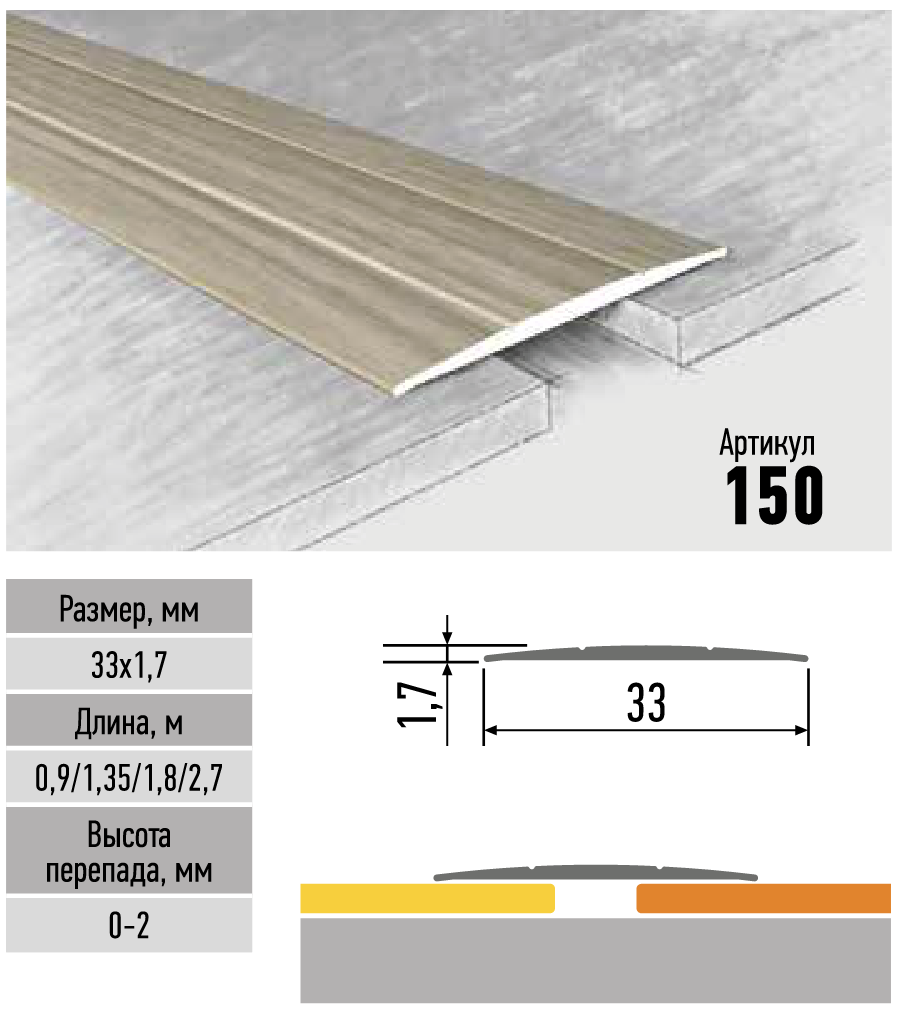 Артикул
150
Размер, мм
33х1,7
Длина, м
0,9/1,35/1,8/2,7
Высота
перепада, мм
0-2
1,7
33